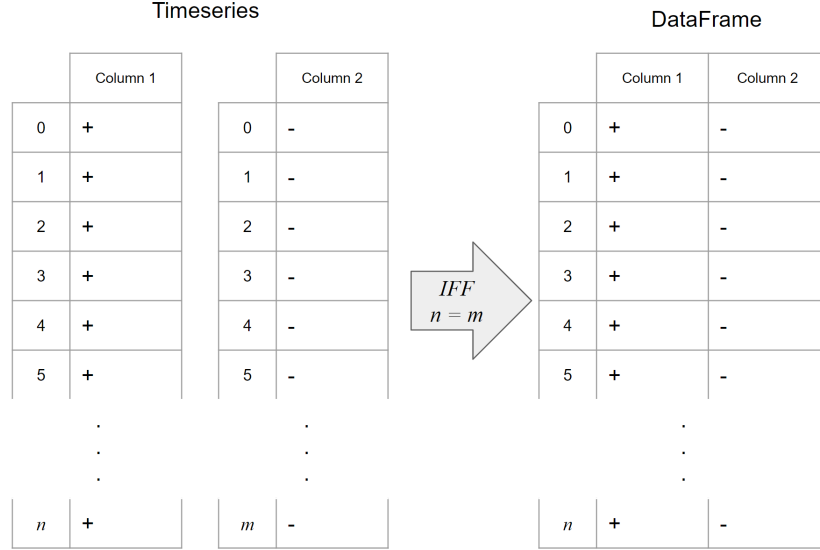 Timeseries
DataFrame
Column 1
Column 2
Column 1 Column 2
0 +
0 -
0 + -
1 +
1 -
1 + -
2 +
2 -
2 + -
3 +
3 -
3 + -
IFF
n = m
4 +
4 -
4 + -
5 +
5 -
5 + -
. . .
. . .
. . .
n +
m -
n + -